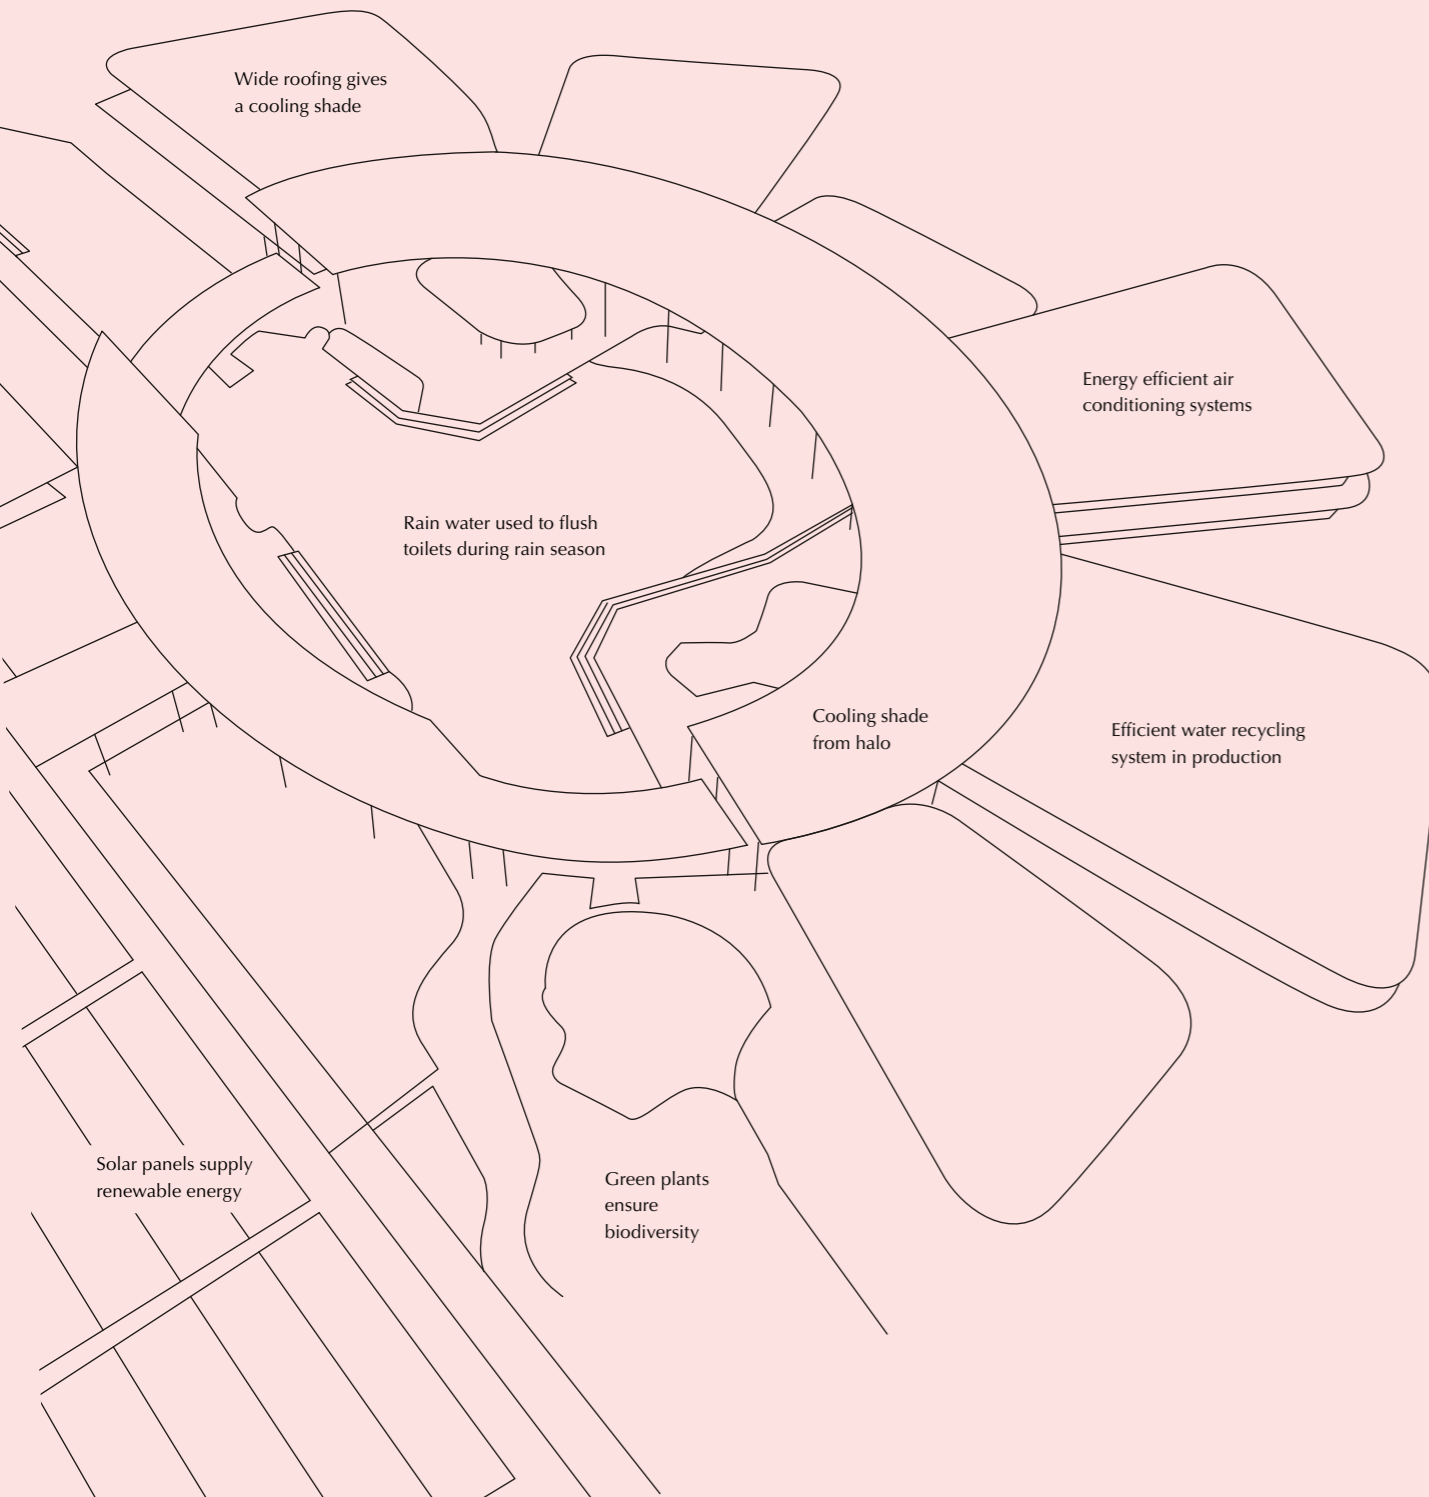 Wide roofing gives
a cooling shade
Energy efficient air
conditioning systems
Rain water used to flush
toilets during rain season
Cooling shade
from halo
Efficient water recycling
system in production
Solar panels supply
renewable energy
Green plants
ensure
biodiversity